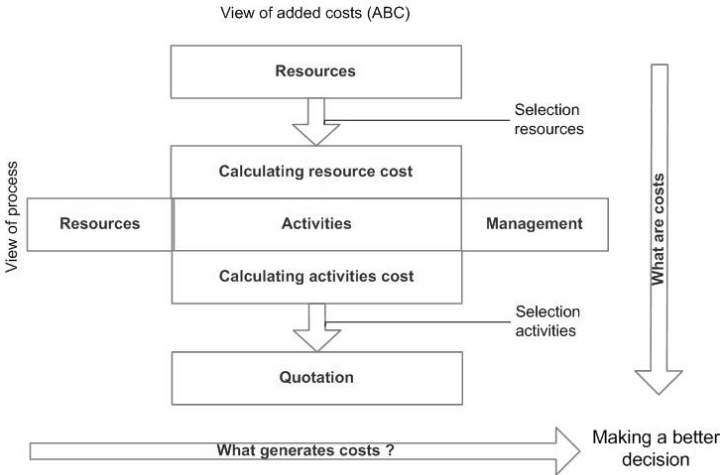 View of added costs (ABC)
Resources
Selection
resources
Calculating resource cost
View of process
Resources
Activities
Management
What are costs
Calculating activities cost
Selection
activities
Quotation
What generates costs ?
Making a better
decision